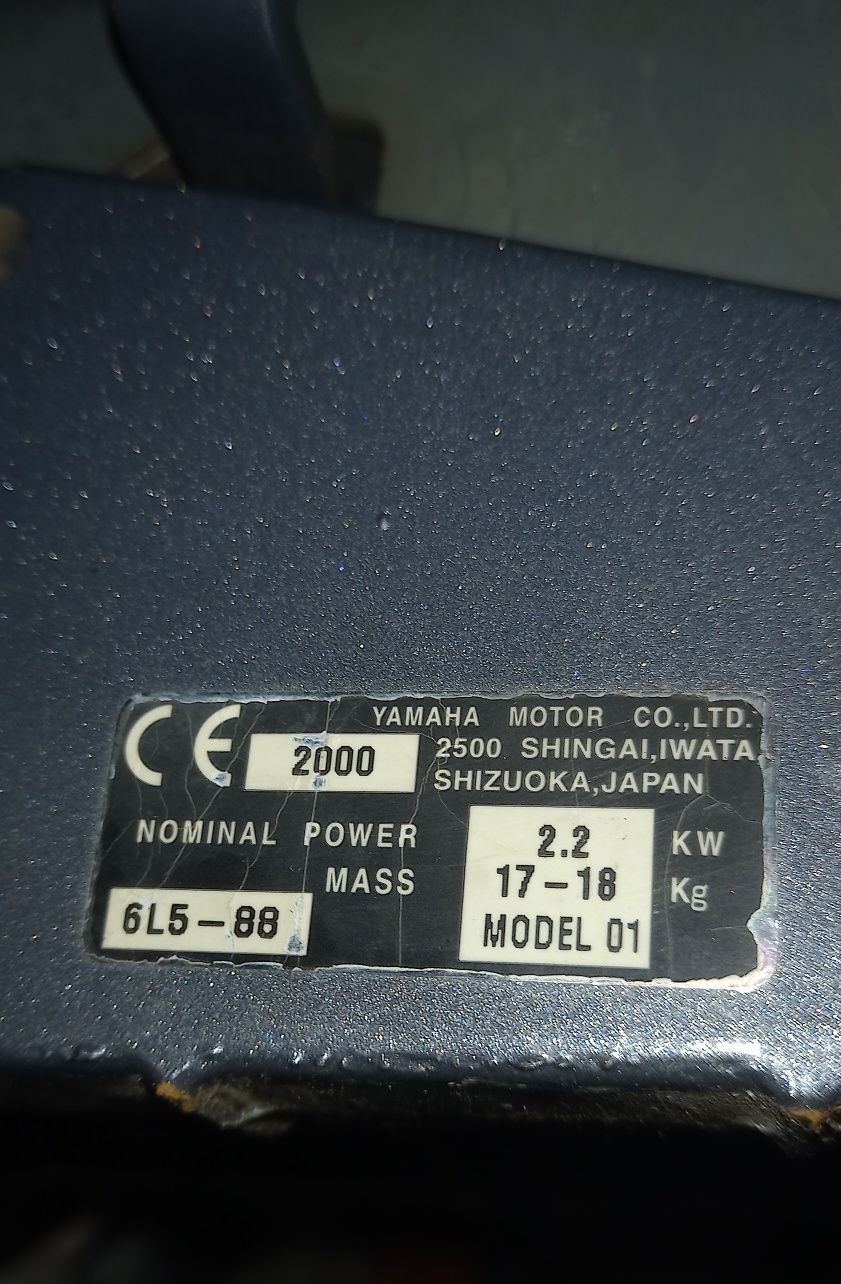 CE 2000 YAMAHA MOTOR CO.,LTD.
2500 SHINGAI,IWATA
SHIZUOKA,JAPAN
NOMINAL POWER 2.2 KW
MASS 17-18 Kg
6L5-88 MODEL 01